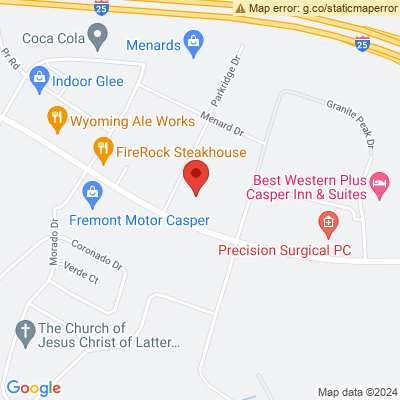 Map error: g.co/staticmaperror
25
Coca Cola
Menards
Parkridge Dr
25
Pr Rd
Indoor Glee
Granite Peak Dr
Wyoming Ale Works
Menard Dr
FireRock Steakhouse
Best Western Plus
Casper Inn & Suites
Fremont Motor Casper
Morado Dr
Precision Surgical PC
Coronado Dr
Verde Ct
The Church of
Jesus Christ of Latter...
Google
Map data ©2024